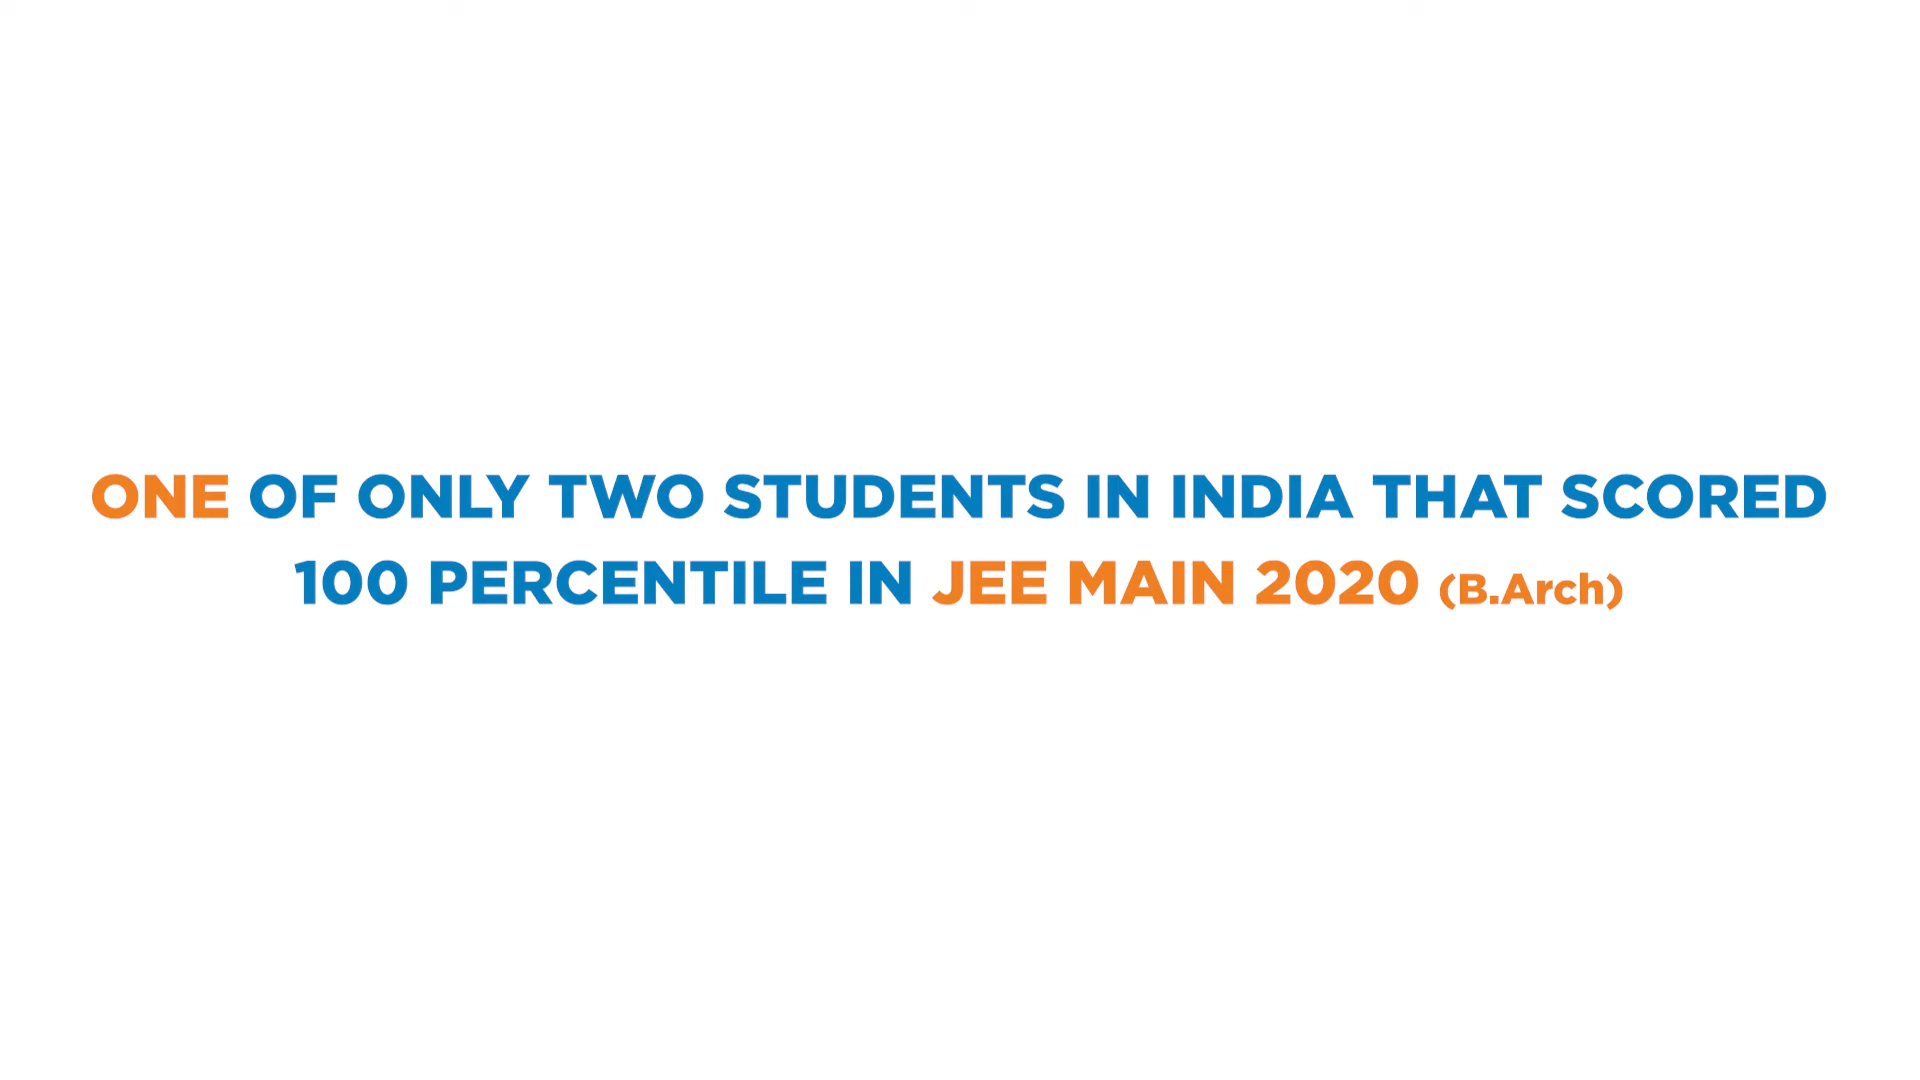 ONE OF ONLY TWO STUDENTS IN INDIA THAT SCORED
100 PERCENTILE IN JEE MAIN 2020 (B.Arch)